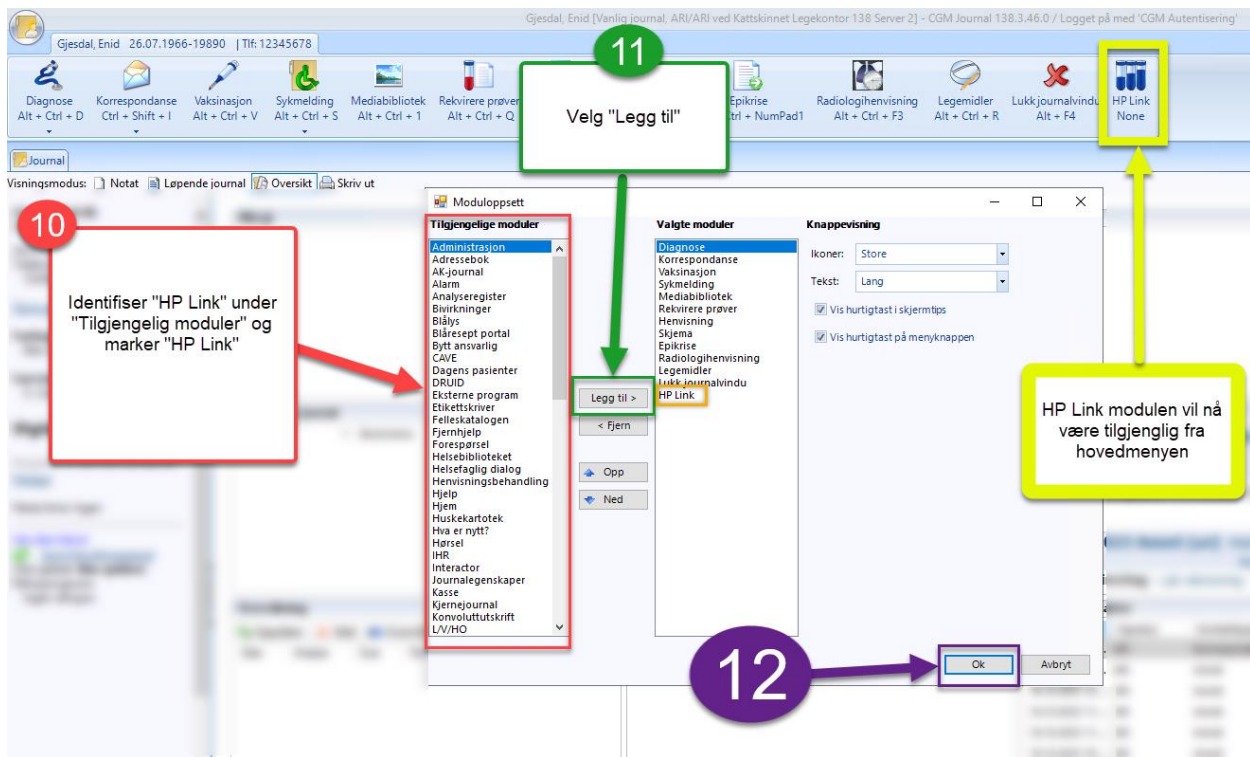 Gjesdal, Enid [Vanlig journal, ARI/ARI ved Kattskinnet Legekontor 138 Server 2] - CGM Journal 138.3.46.0 / Logget på med 'CGM Autentisering'
Gjesdal, Enid 26.07.1966-19890 | Tlf: 12345678
Diagnose
Alt + Ctrl + D
Korrespondanse
Ctrl + Shift + I
Vaksinasjon
Alt + Ctrl + V
Sykmelding
Alt + Ctrl + S
Mediabibliotek
Alt + Ctrl + 1
Rekvirere prøver
Alt + Ctrl + Q
11
Velg "Legg til"
Epikrise
Ctrl + NumPad1
Radiologihenvisning
Alt + Ctrl + F3
Legemidler
Alt + Ctrl + R
Lukk journalvindu
Alt + F4
HP Link
None
Journal
Visningsmodus: Notat Løpende journal Oversikt Skriv ut
10
Identifiser "HP Link" under
"Tilgjengelig moduler" og
marker "HP Link"
Moduloppsett
Tilgjengelige moduler
Administrasjon
Adressebok
AK-journal
Alarm
Analyseregister
Bivirkninger
Blålys
Blåresept portal
Bytt ansvarlig
CAVE
Dagens pasienter
DRUID
Eksterne program
Etikettskriver
Felleskatalogen
Fjernhjelp
Forespørsel
Helsebiblioteket
Helsefaglig dialog
Henvisningsbehandling
Hjelp
Hjem
Huskekartotek
Hva er nytt?
Hørsel
IHR
Interactor
Journalegenskaper
Kasse
Kjernejournal
Konvoluttutskrift
L/V/HO
Legg til >
< Fjern
Opp
Ned
Valgte moduler
Diagnose
Korrespondanse
Vaksinasjon
Sykmelding
Mediabibliotek
Rekvirere prøver
Henvisning
Skjema
Epikrise
Radiologihenvisning
Legemidler
Lukk journalvindu
HP Link
Knappevisning
Ikoner: Store
Tekst: Lang
Vis hurtigtast i skjermtips
Vis hurtigtast på menyknappen
HP Link modulen vil nå
være tilgjenglig fra
hovedmenyen
12
Ok
Avbryt